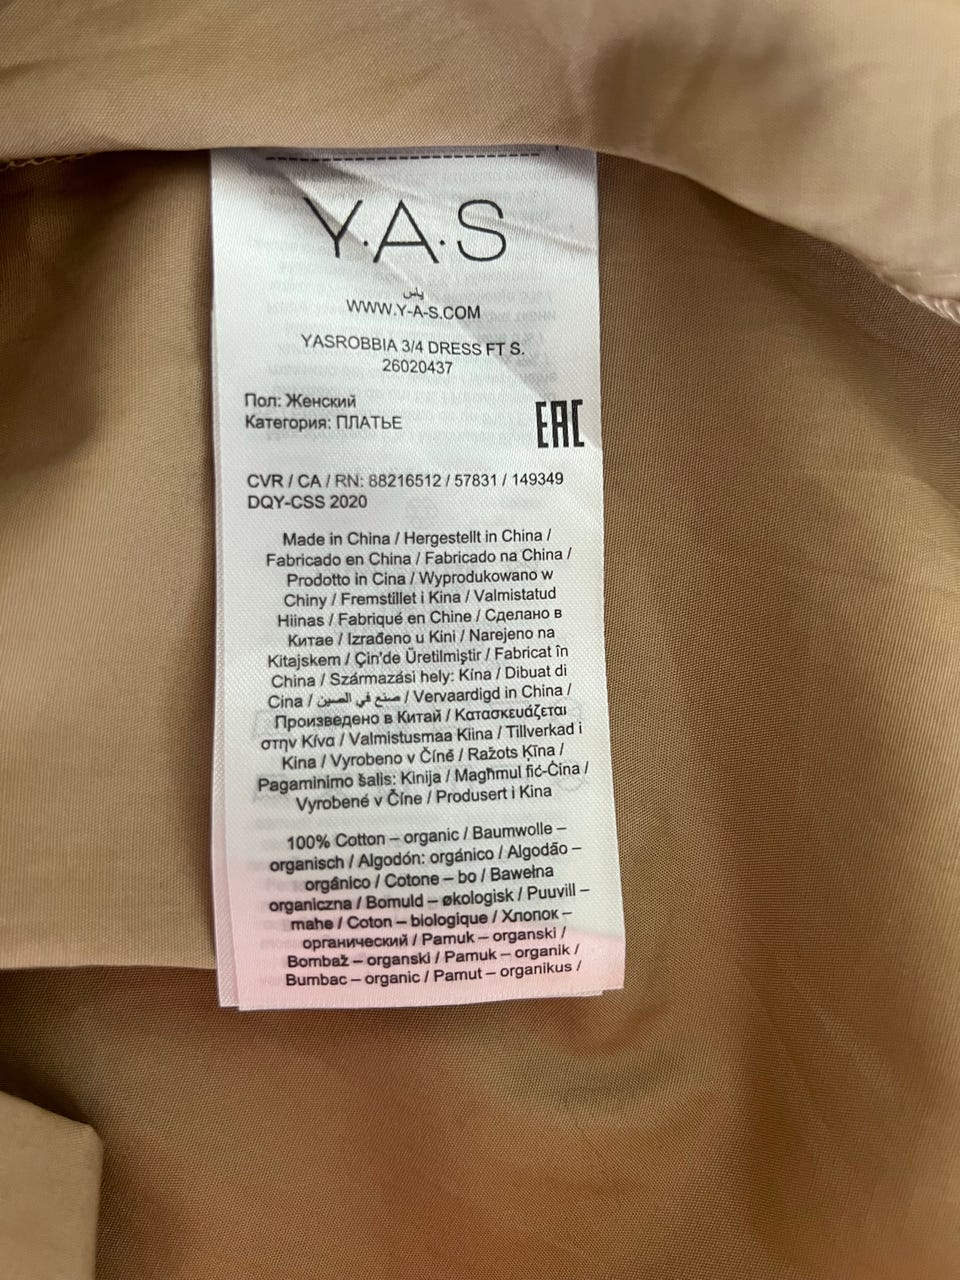 Y.A.S
ياس
WWW.Y-A-S.COM
YASROBBIA 3/4 DRESS FT S.
26020437
Пол: Женский
Категория: ПЛАТЬЕ
EAC
CVR / CA / RN: 88216512 / 57831 / 149349
DQY-CSS 2020
Made in China / Hergestellt in China /
Fabricado en China / Fabricado na China /
Prodotto in Cina / Wyprodukowano w
Chiny / Fremstillet i Kina / Valmistatud
Hiinas / Fabriqué en Chine / Сделано в
Китае / Izrađeno u Kini / Narejeno na
Kitajskem / Çin'de Üretilmiştir / Fabricat în
China / Származási hely: Kína / Dibuat di
Cina / صنع في الصين / Vervaardigd in China /
Произведено в Китай / Κατασκευάζεται
στην Κίνα / Valmistusmaa Kiina / Tillverkad i
Kina / Vyrobeno v Číně / Ražots Ķīna /
Pagaminimo šalis: Kinija / Magħmul fiċ-Ċina /
Vyrobené v Číne / Produsert i Kina
100% Cotton – organic / Baumwolle –
organisch / Algodón: orgánico / Algodão –
orgânico / Cotone – bo / Bawełna
organiczna / Bomuld – økologisk / Puuvill –
mahe / Coton – biologique / Хлопок –
органический / Pamuk – organski /
Bombaž – organski / Pamuk – organik /
Bumbac – organic / Pamut – organikus /